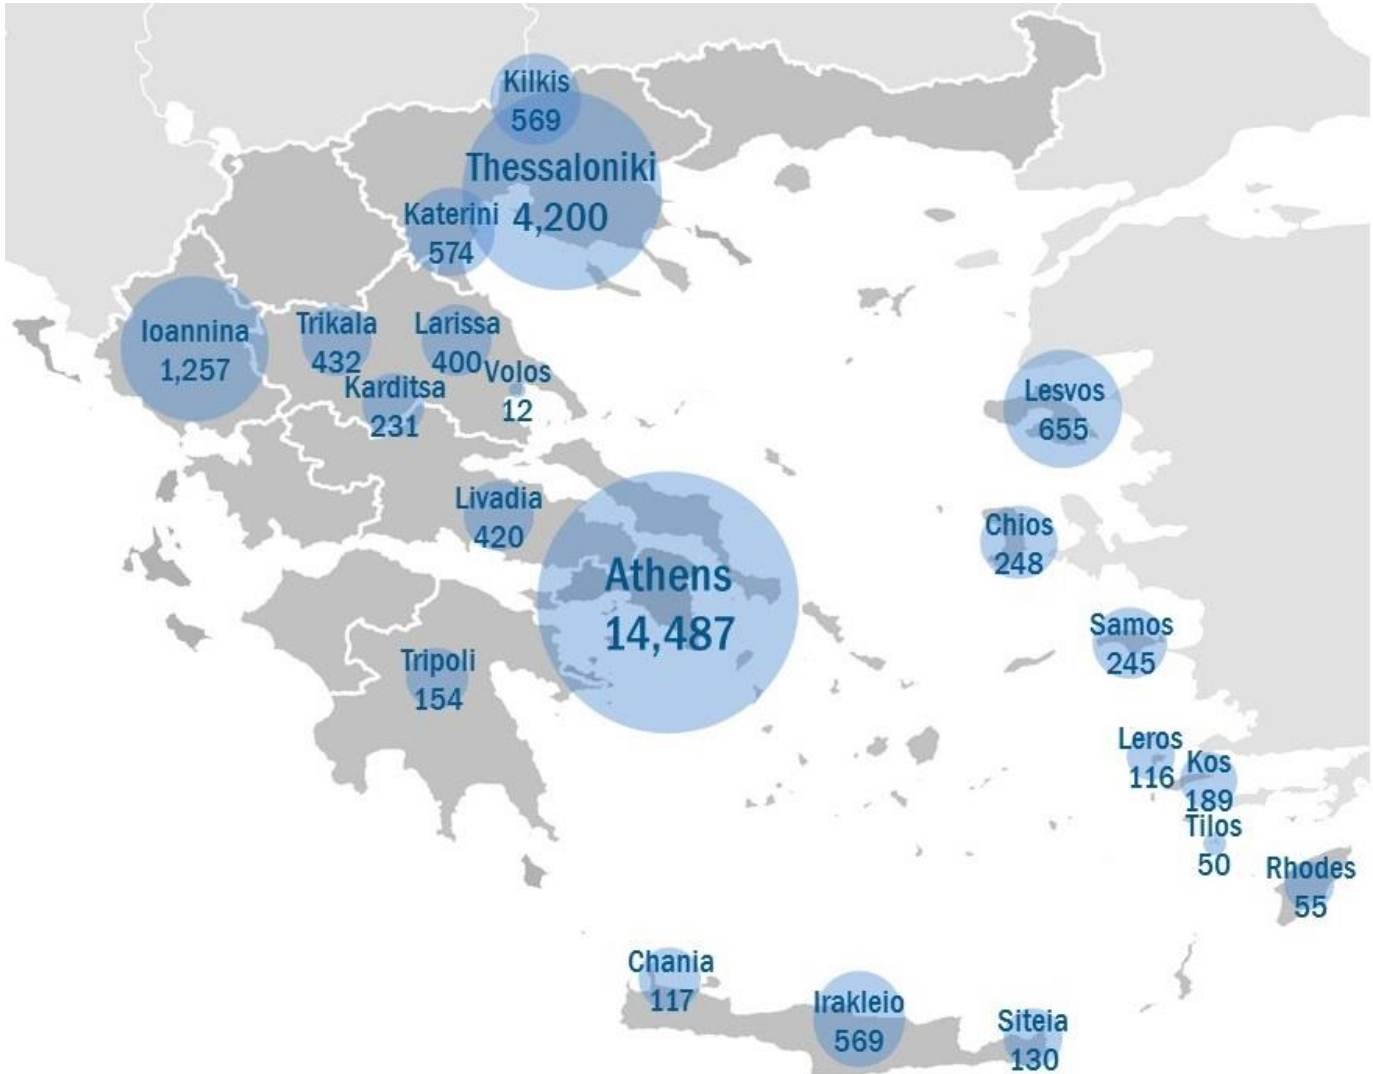 Kilkis
569
Thessaloniki
4,200
Katerini
574
Ioannina
1,257
Trikala
432
Larissa
400
Volos
12
Karditsa
231
Lesvos
655
Livadia
420
Chios
248
Athens
14,487
Samos
245
Tripoli
154
Leros
116
Kos
189
Tilos
50
Rhodes
55
Chania
117
Irakleio
569
Siteia
130